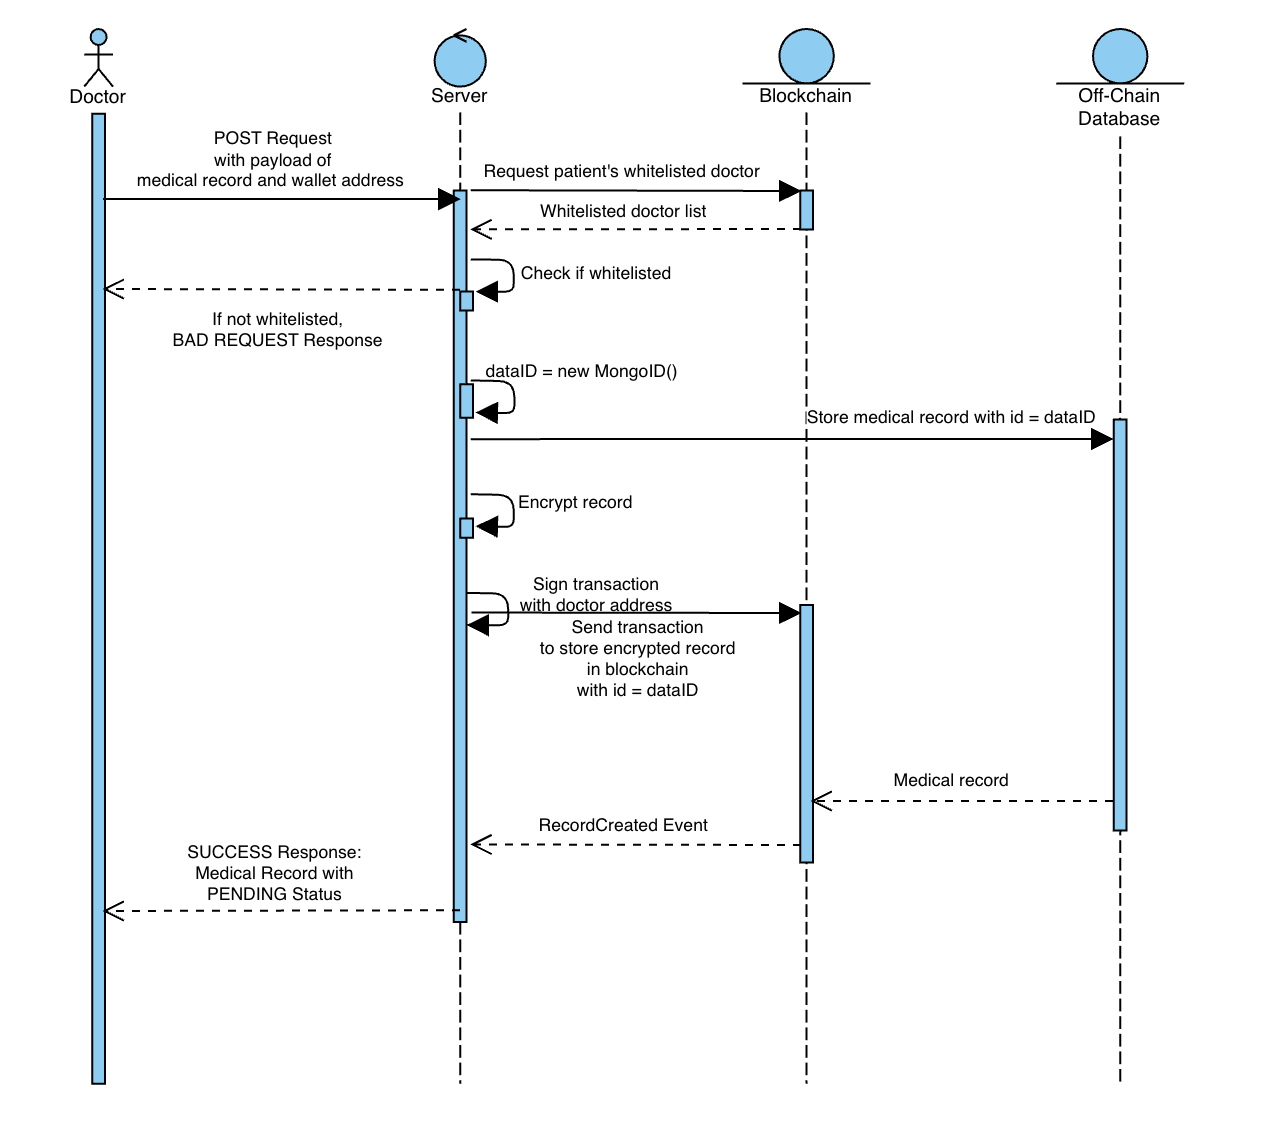 Doctor
Server
Blockchain
Off-Chain
Database
POST Request
with payload of
medical record and wallet address
Request patient's whitelisted doctor
Whitelisted doctor list
Check if whitelisted
If not whitelisted,
BAD REQUEST Response
dataID = new MongoID()
Store medical record with id = dataID
Encrypt record
Sign transaction
with doctor address
Send transaction
to store encrypted record
in blockchain
with id = dataID
Medical record
RecordCreated Event
SUCCESS Response:
Medical Record with
PENDING Status